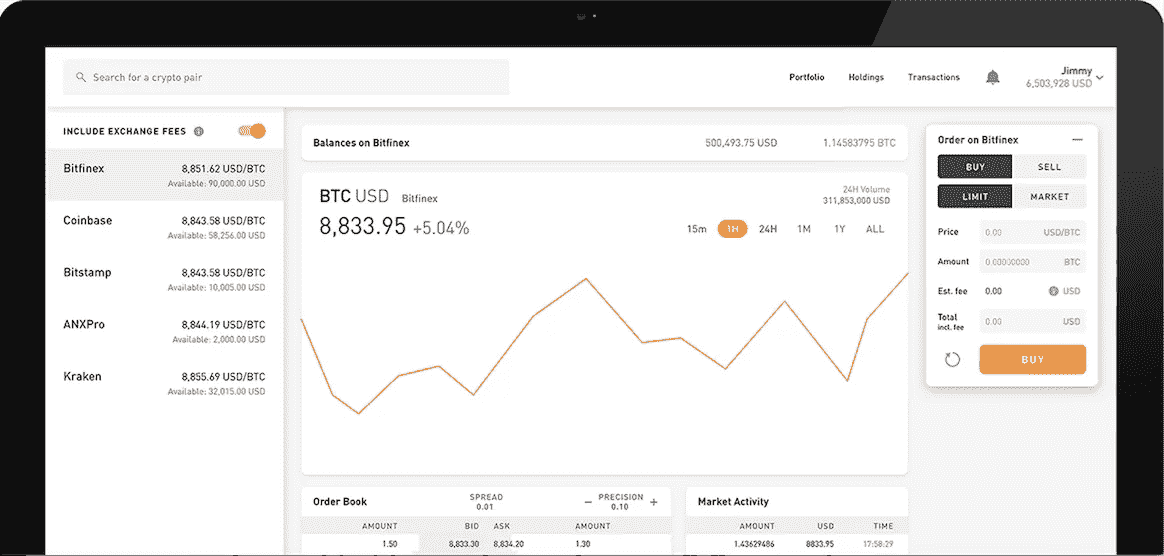 Search for a crypto pair
Portfolio Holdings Transactions
Jimmy
6,503,928 USD
INCLUDE EXCHANGE FEES
Bitfinex 8,851.62 USD/BTC
Available: 90,000.00 USD
Coinbase 8,843.58 USD/BTC
Available: 58,256.00 USD
Bitstamp 8,843.58 USD/BTC
Available: 10,005.00 USD
ANXPro 8,844.19 USD/BTC
Available: 2,000.00 USD
Kraken 8,855.69 USD/BTC
Available: 32,015.00 USD
Balances on Bitfinex 500,493.75 USD 1.14583795 BTC
BTC USD Bitfinex
8,833.95 +5.04%
24H Volume
311,853,000 USD
15m 1H 24H 1M 1Y ALL
Order Book
SPREAD
0.01
− PRECISION +
0.10
AMOUNT BID ASK AMOUNT
1.50 8,833.30 8,834.20 1.30
Market Activity
AMOUNT USD TIME
1.43629486 8833.95 17:58:29
Order on Bitfinex
BUY SELL
LIMIT MARKET
Price 0.00 USD/BTC
Amount 0.00000000 BTC
Est. fee 0.00 USD
Total
incl. fee
0.00 USD
BUY